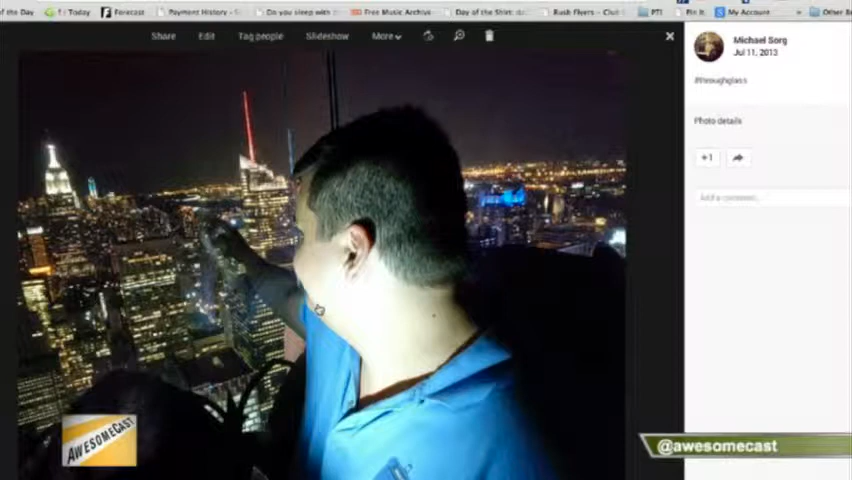 of the Day
! Today
Forecast
Payment History -
Do you sleep with
Free Music Archive
Day of the Shirt:
Rush Flyers – Club
PTI
Pin It
My Account
Other Bo
Share
Edit
Tag people
Slideshow
More
Michael Sorg
Jul 11, 2013
#throughglass
Photo details
+1
Add a comment...
AWESOMECAST
@awesomecast